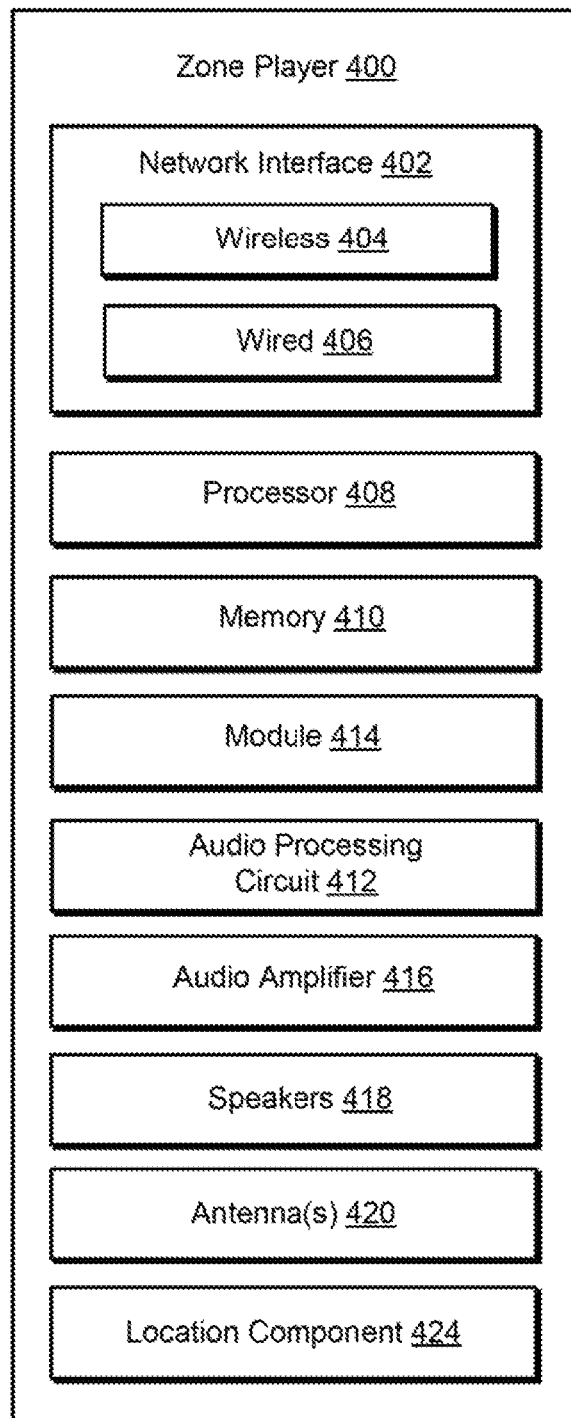 Zone Player 400
Network Interface 402
Wireless 404
Wired 406
Processor 408
Memory 410
Module 414
Audio Processing
Circuit 412
Audio Amplifier 416
Speakers 418
Antenna(s) 420
Location Component 424